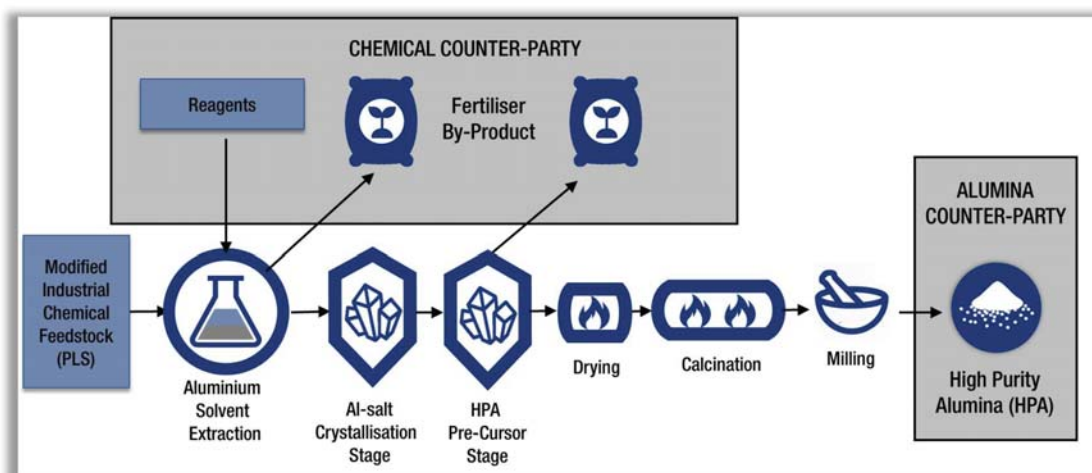 CHEMICAL COUNTER-PARTY
Reagents
Fertiliser
By-Product
ALUMINA
COUNTER-PARTY
Modified
Industrial
Chemical
Feedstock
(PLS)
Aluminium
Solvent
Extraction
Al-salt
Crystallisation
Stage
HPA
Pre-Cursor
Stage
Drying
Calcination
Milling
High Purity
Alumina (HPA)